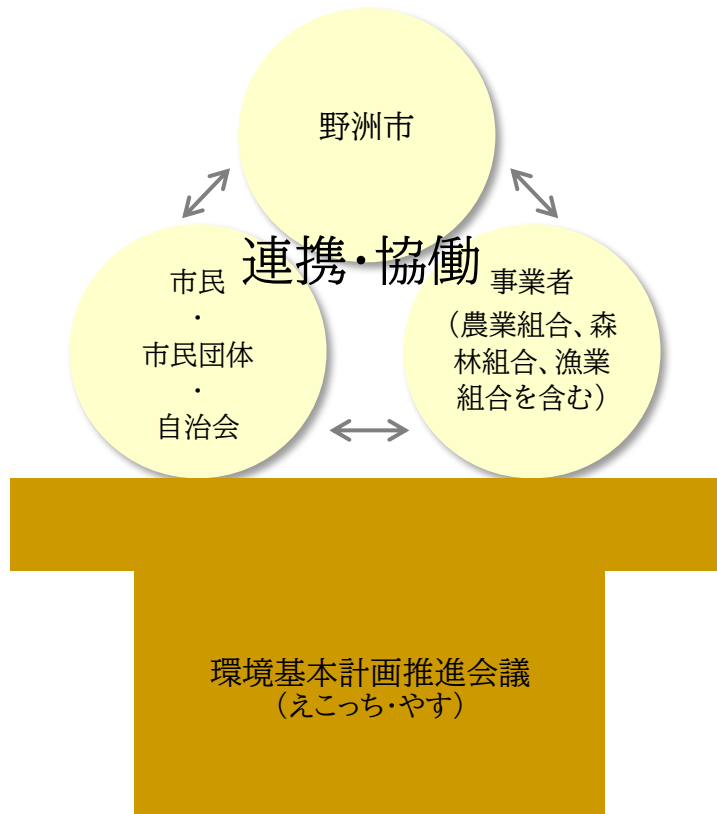 野洲市
連携・協働
市民
・
市民団体
・
自治会
事業者
（農業組合、森
林組合、漁業
組合を含む）
環境基本計画推進会議
（えこっち・やす）